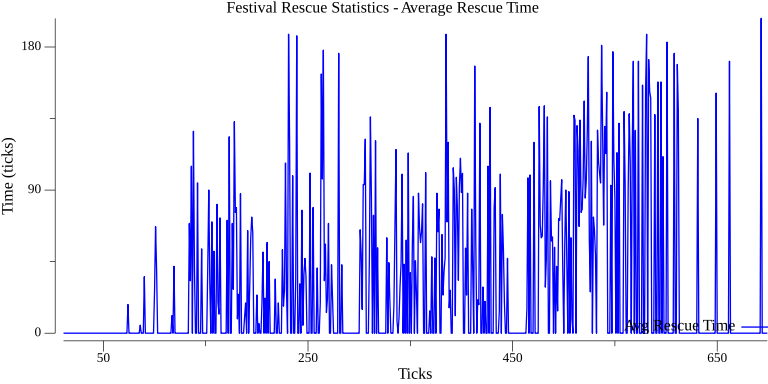 Festival Rescue Statistics - Average Rescue Time
Time (ticks)
180
90
0
Avg Rescue Time
50
250
450
650
Ticks